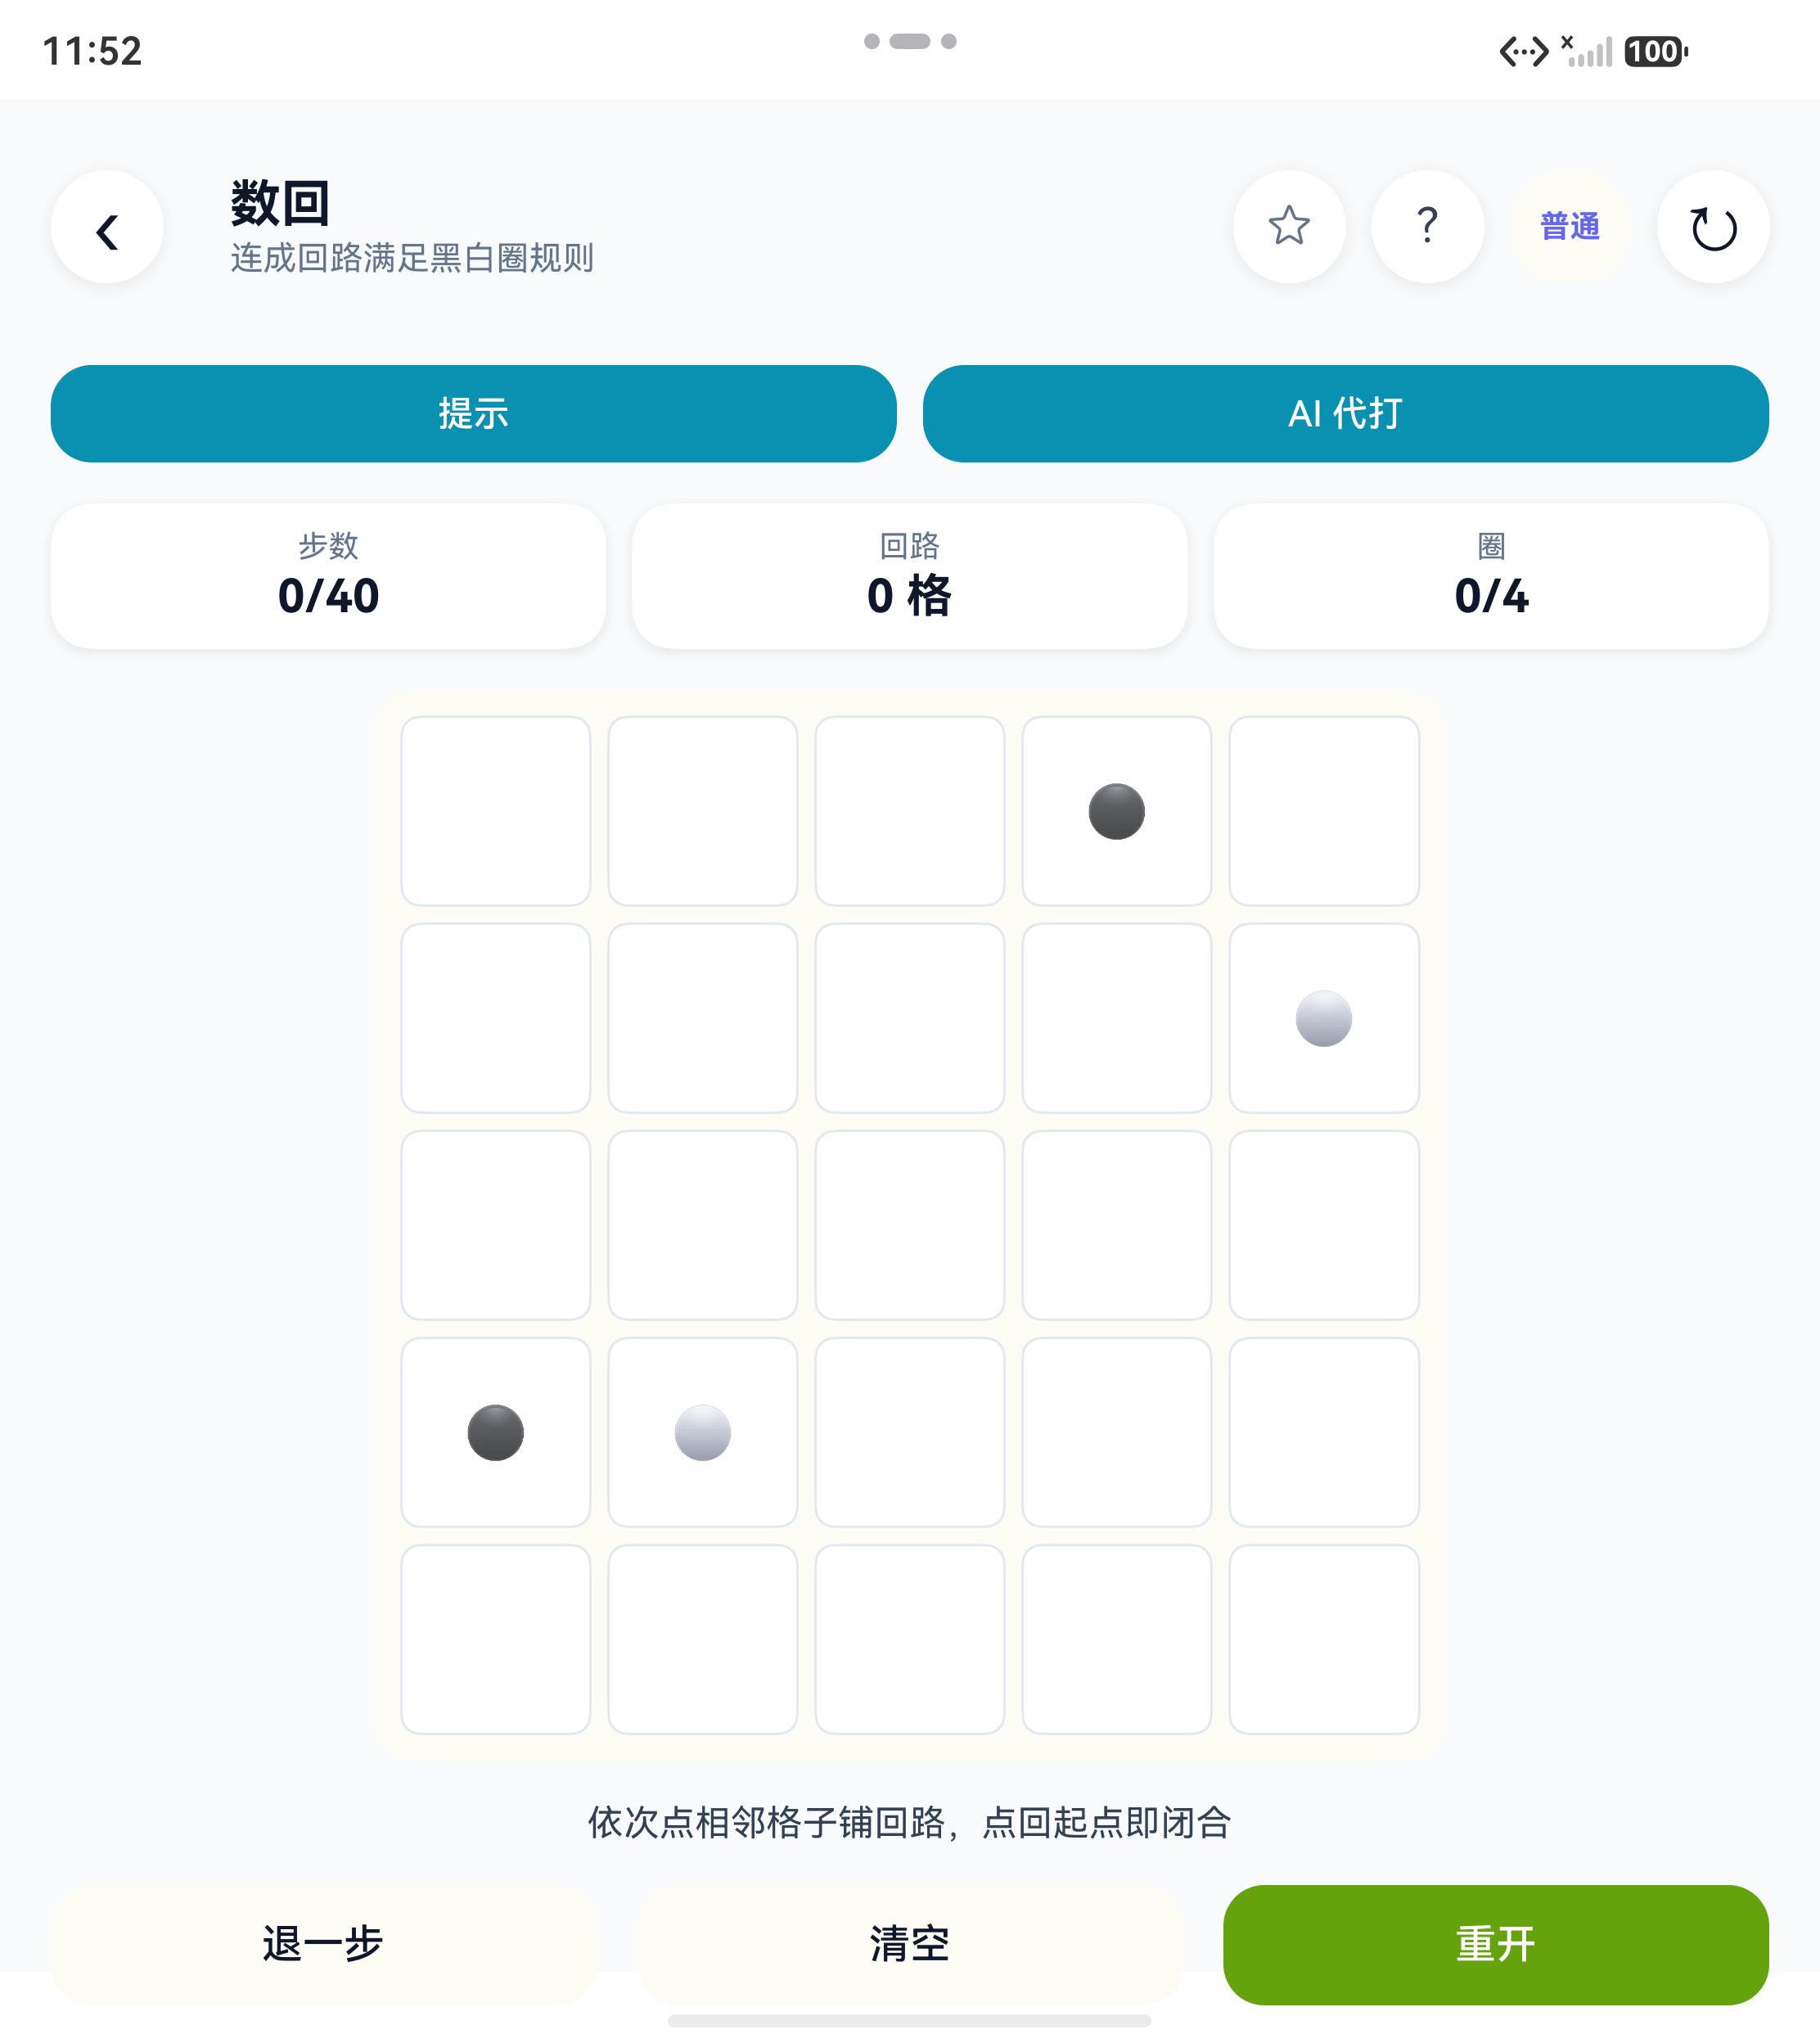 11:52
100
数回
连成回路满足黑白圈规则
?
普通
提示
AI 代打
步数
0/40
回路
0 格
圈
0/4
依次点相邻格子铺回路，点回起点即闭合
退一步
清空
重开